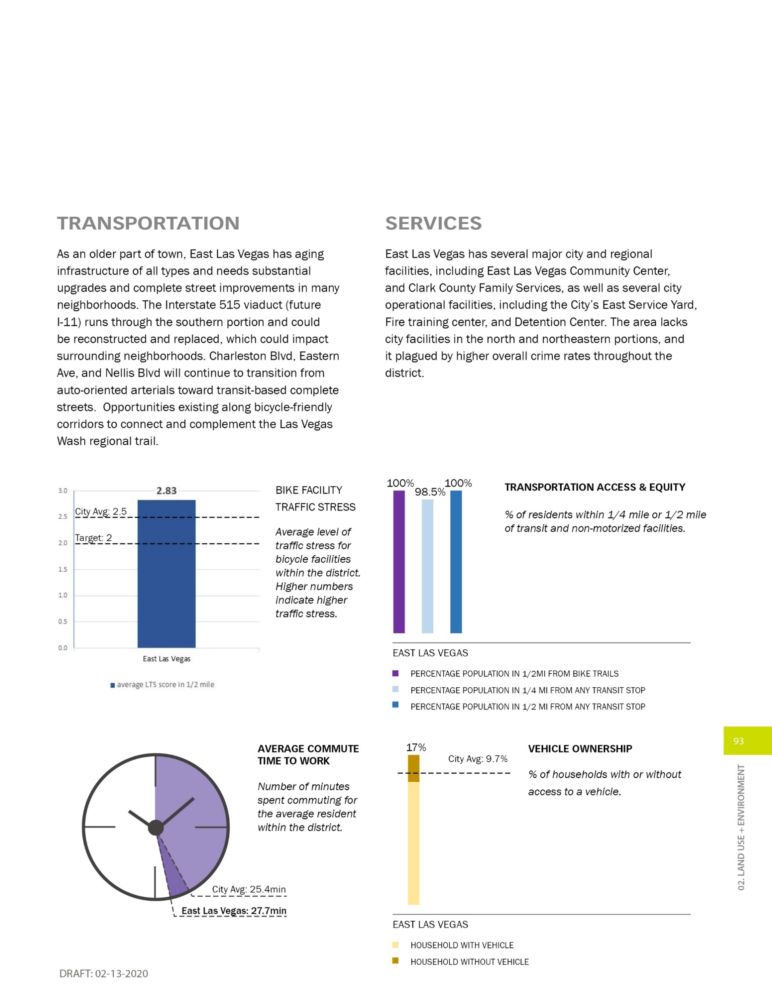 TRANSPORTATION
As an older part of town, East Las Vegas has aging
infrastructure of all types and needs substantial
upgrades and complete street improvements in many
neighborhoods. The Interstate 515 viaduct (future
I-11) runs through the southern portion and could
be reconstructed and replaced, which could impact
surrounding neighborhoods. Charleston Blvd, Eastern
Ave, and Nellis Blvd will continue to transition from
auto-oriented arterials toward transit-based complete
streets.  Opportunities existing along bicycle-friendly
corridors to connect and complement the Las Vegas
Wash regional trail.
SERVICES
East Las Vegas has several major city and regional
facilities, including East Las Vegas Community Center,
and Clark County Family Services, as well as several city
operational facilities, including the City’s East Service Yard,
Fire training center, and Detention Center. The area lacks
city facilities in the north and northeastern portions, and
it plagued by higher overall crime rates throughout the
district.
3.0
2.5
2.0
1.5
1.0
0.5
0.0
2.83
City Avg: 2.5
Target: 2
East Las Vegas
average LTS score in 1/2 mile
BIKE FACILITY
TRAFFIC STRESS
Average level of
traffic stress for
bicycle facilities
within the district.
Higher numbers
indicate higher
traffic stress.
100%
98.5%
100%
TRANSPORTATION ACCESS & EQUITY
% of residents within 1/4 mile or 1/2 mile
of transit and non-motorized facilities.
EAST LAS VEGAS
PERCENTAGE POPULATION IN 1/2MI FROM BIKE TRAILS
PERCENTAGE POPULATION IN 1/4 MI FROM ANY TRANSIT STOP
PERCENTAGE POPULATION IN 1/2 MI FROM ANY TRANSIT STOP
AVERAGE COMMUTE
TIME TO WORK
Number of minutes
spent commuting for
the average resident
within the district.
City Avg: 25.4min
East Las Vegas: 27.7min
17%
City Avg: 9.7%
VEHICLE OWNERSHIP
% of households with or without
access to a vehicle.
EAST LAS VEGAS
HOUSEHOLD WITH VEHICLE
HOUSEHOLD WITHOUT VEHICLE
93
02. LAND USE + ENVIRONMENT
DRAFT: 02-13-2020